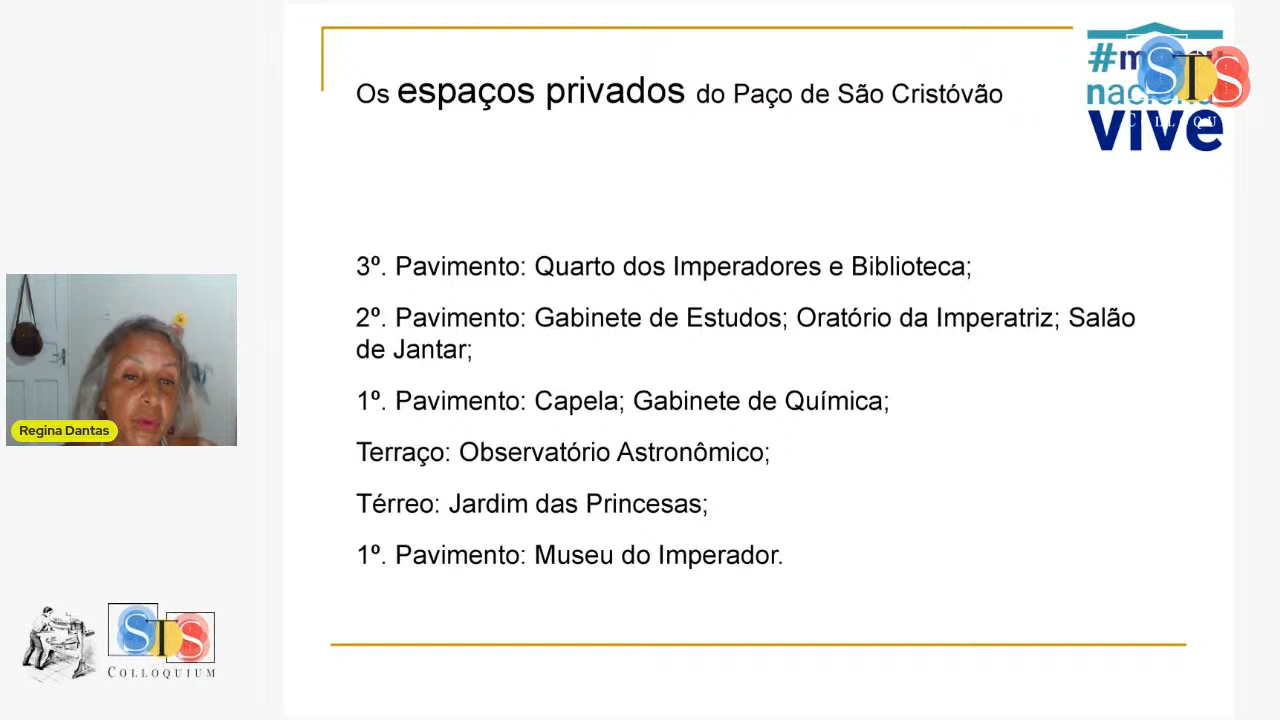 Os espaços privados do Paço de São Cristóvão
#m
vive
STS
3º. Pavimento: Quarto dos Imperadores e Biblioteca;
2º. Pavimento: Gabinete de Estudos; Oratório da Imperatriz; Salão
de Jantar;
1º. Pavimento: Capela; Gabinete de Química;
Terraço: Observatório Astronômico;
Térreo: Jardim das Princesas;
1º. Pavimento: Museu do Imperador.
Regina Dantas
STS
COLLOQUIUM